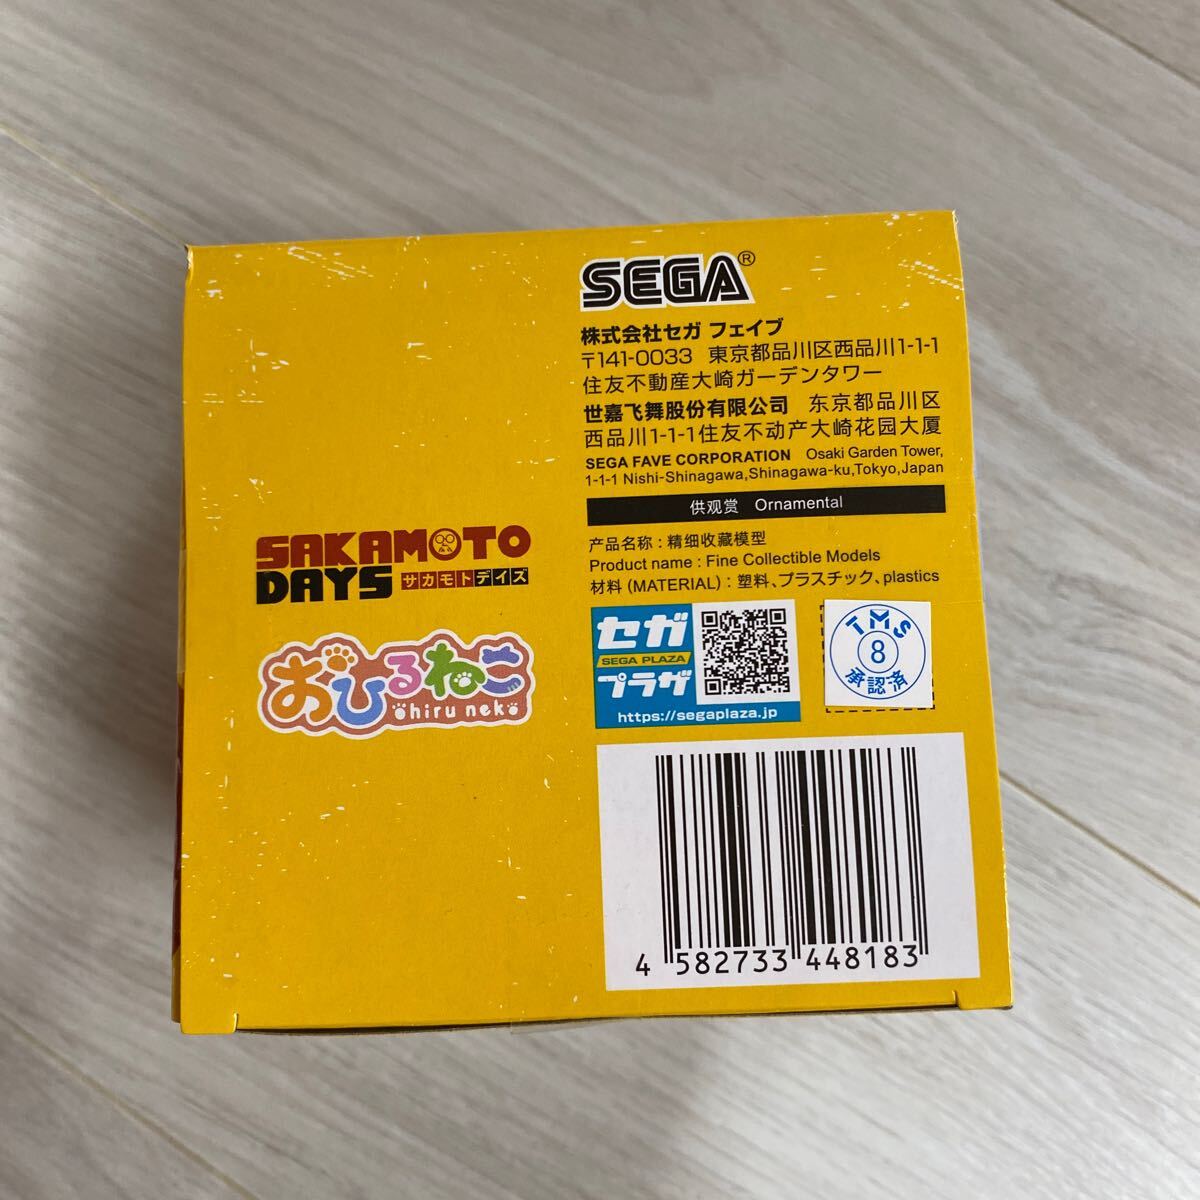 SEGA®
株式会社セガ フェイブ
〒141-0033 東京都品川区西品川1-1-1
住友不動産大崎ガーデンタワー
世嘉飞舞股份有限公司 东京都品川区
西品川1-1-1住友不动产大崎花园大厦
SEGA FAVE CORPORATION Osaki Garden Tower,
1-1-1 Nishi-Shinagawa,Shinagawa-ku,Tokyo,Japan
供观赏 Ornamental
产品名称：精细收藏模型
Product name : Fine Collectible Models
材料 (MATERIAL)：塑料、プラスチック、plastics
SAKAMOTO
DAYS サカモトデイズ
おひるねこ
ohiru neko
セガ
SEGA PLAZA
プラザ
https://segaplaza.jp
TMS
8
承認済
4 582733 448183